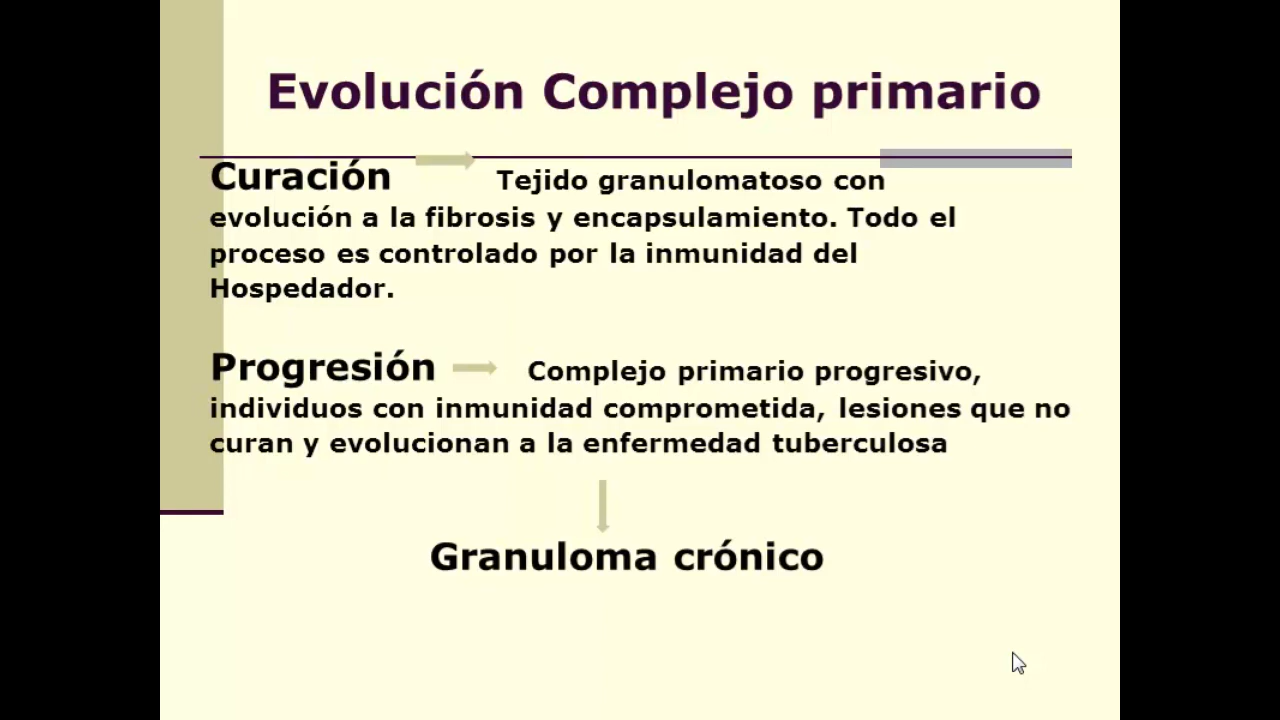 Evolución Complejo primario
Curación Tejido granulomatoso con
evolución a la fibrosis y encapsulamiento. Todo el
proceso es controlado por la inmunidad del
Hospedador.
Progresión Complejo primario progresivo,
individuos con inmunidad comprometida, lesiones que no
curan y evolucionan a la enfermedad tuberculosa
Granuloma crónico